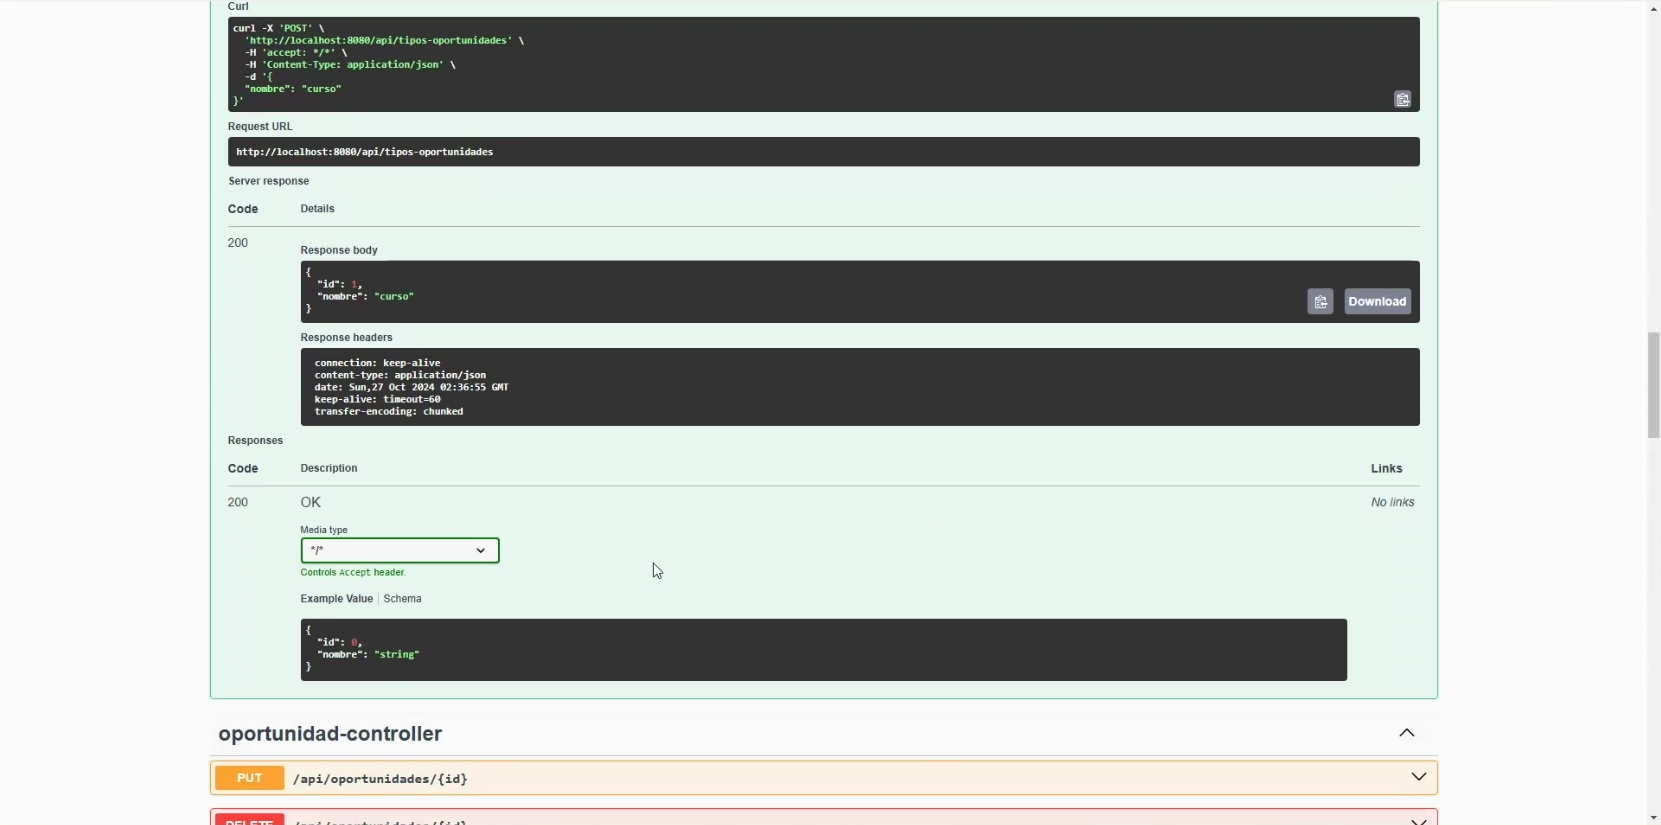 Curl
curl -X 'POST' \
'http://localhost:8080/api/tipos-oportunidades' \
-H 'accept: */*' \
-H 'Content-Type: application/json' \
-d '{
"nombre": "curso"
}'
Request URL
http://localhost:8080/api/tipos-oportunidades
Server response
Code Details
200
Response body
{
"id": 1,
"nombre": "curso"
}
Download
Response headers
connection: keep-alive
content-type: application/json
date: Sun,27 Oct 2024 02:36:55 GMT
keep-alive: timeout=60
transfer-encoding: chunked
Responses
Code Description Links
200 OK No links
Media type
*/*
Controls Accept header.
Example Value Schema
{
"id": 0,
"nombre": "string"
}
oportunidad-controller
PUT /api/oportunidades/{id}
DELETE /api/oportunidades/{id}